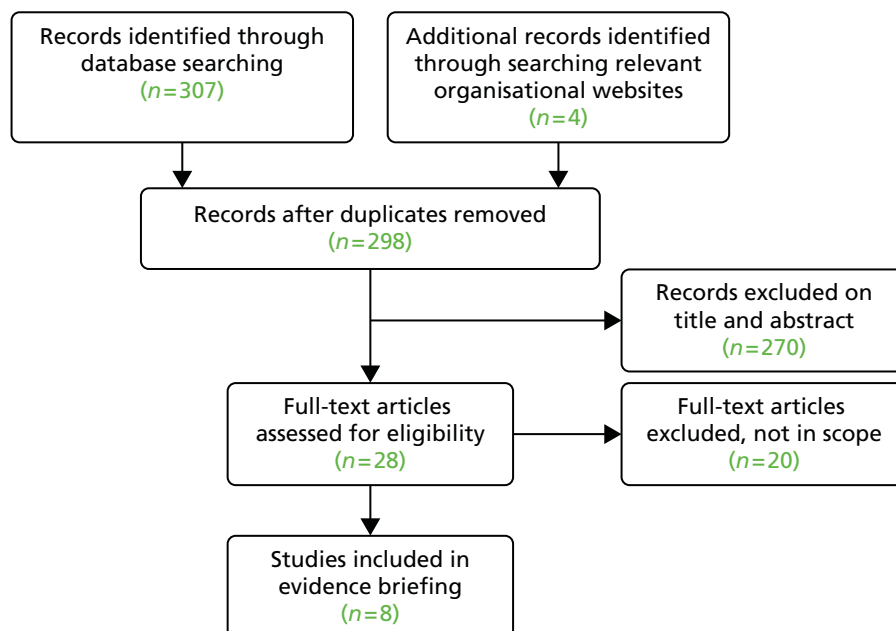 Records identified through
database searching
(n=307)
Additional records identified
through searching relevant
organisational websites
(n=4)
Records after duplicates removed
(n=298)
Records excluded on
title and abstract
(n=270)
Full-text articles
assessed for eligibility
(n=28)
Full-text articles
excluded, not in scope
(n=20)
Studies included in
evidence briefing
(n=8)